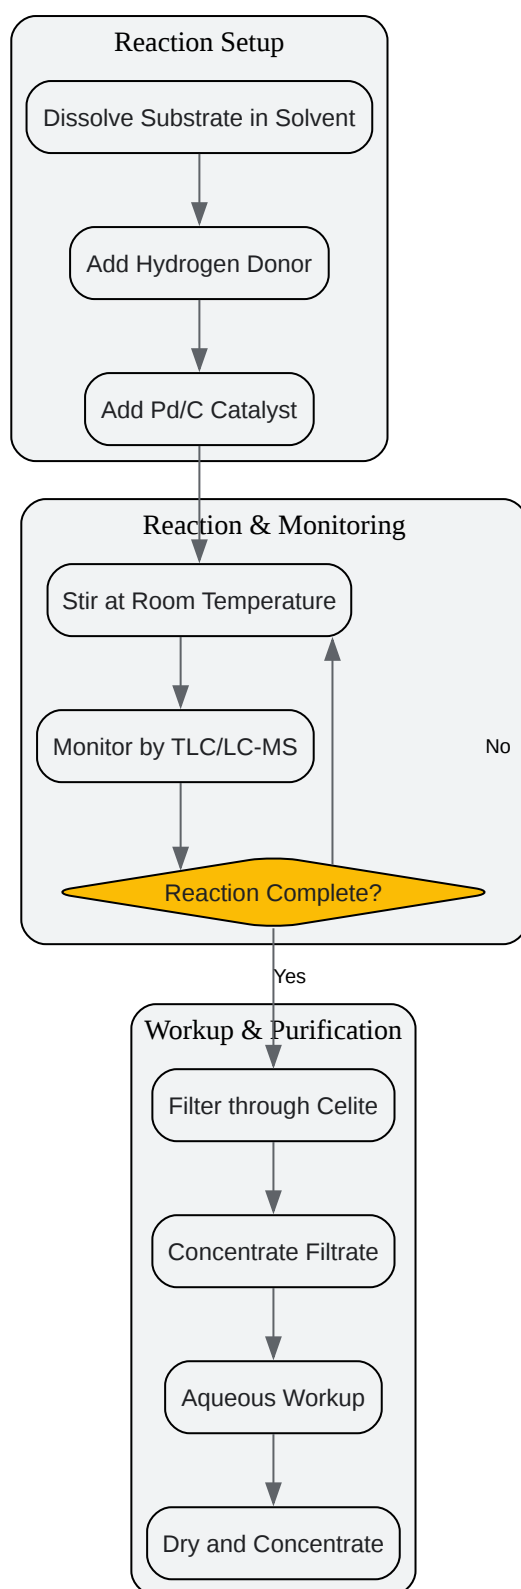 Reaction Setup
Dissolve Substrate in Solvent
Add Hydrogen Donor
Add Pd/C Catalyst
Reaction & Monitoring
Stir at Room Temperature
Monitor by TLC/LC-MS
No
Reaction Complete?
Yes
Workup & Purification
Filter through Celite
Concentrate Filtrate
Aqueous Workup
Dry and Concentrate